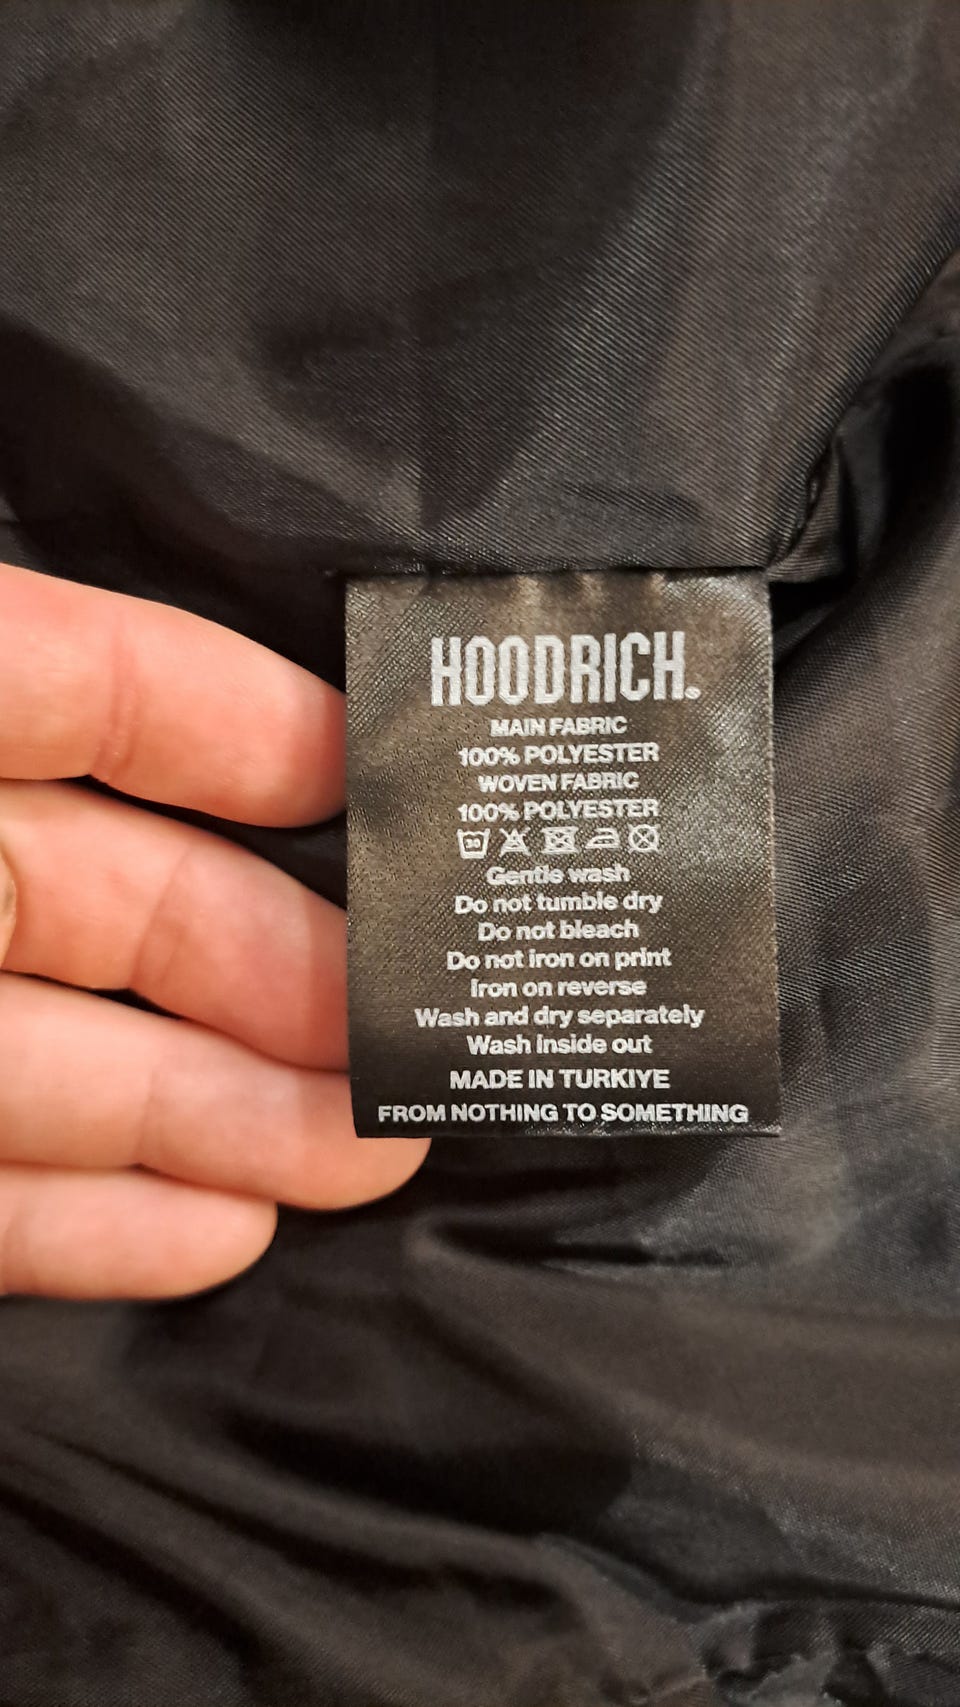 HOODRICH®
MAIN FABRIC
100% POLYESTER
WOVEN FABRIC
100% POLYESTER
30
Gentle wash
Do not tumble dry
Do not bleach
Do not iron on print
Iron on reverse
Wash and dry separately
Wash inside out
MADE IN TURKIYE
FROM NOTHING TO SOMETHING